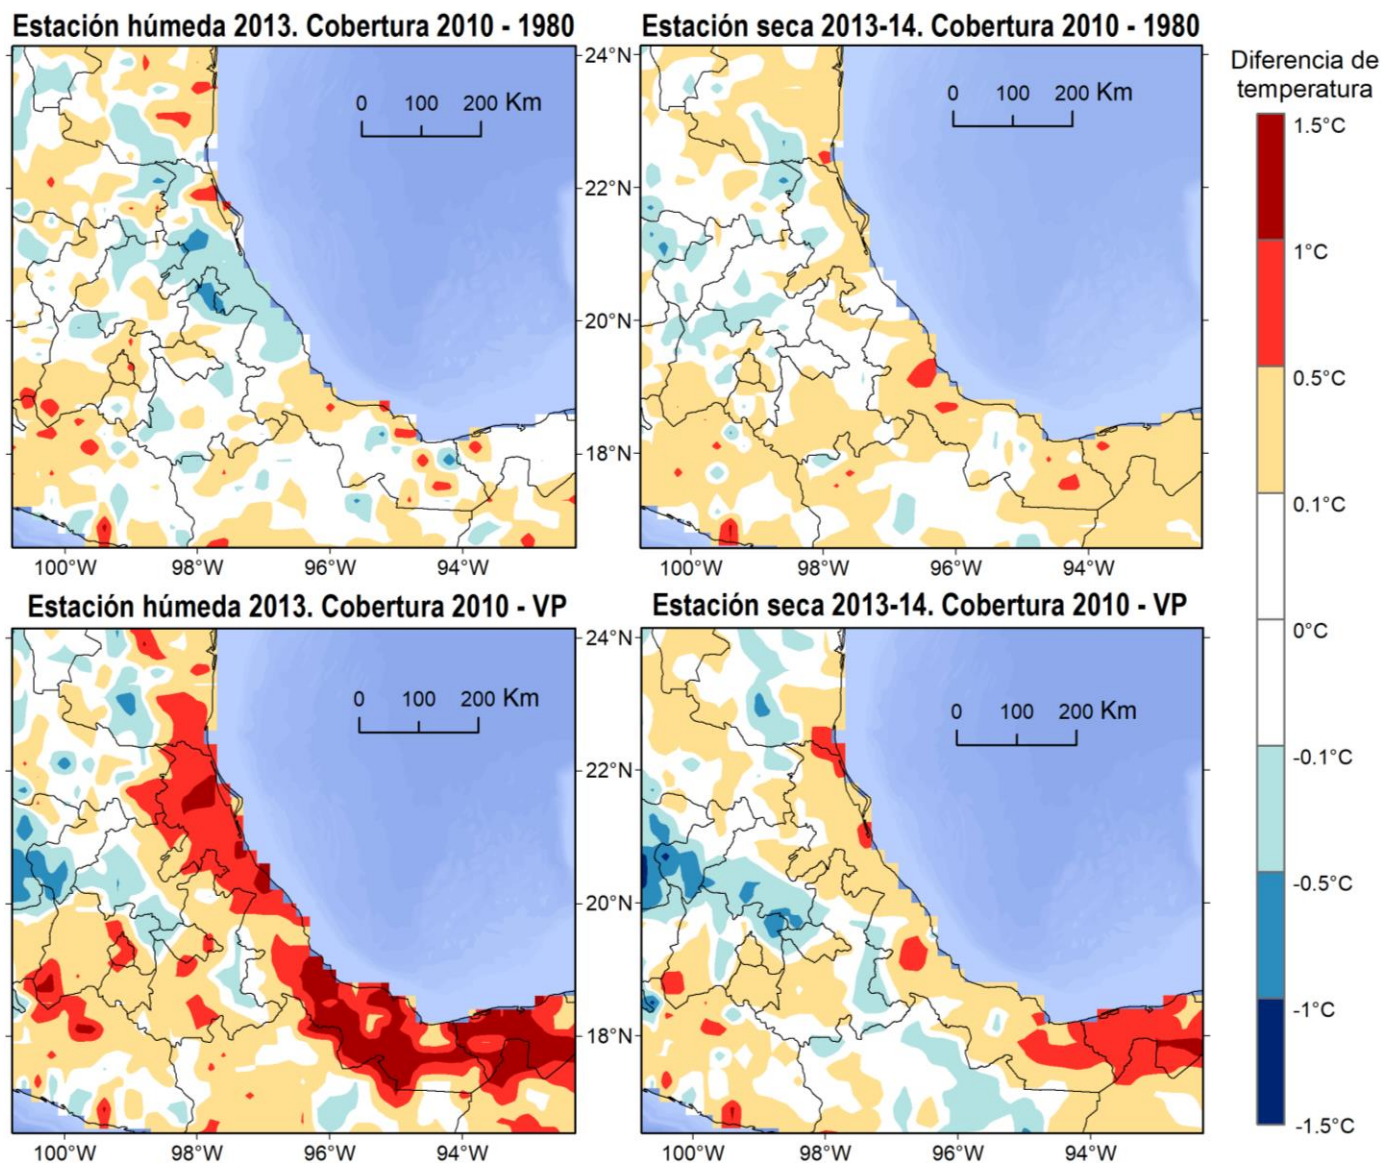 Estación húmeda 2013. Cobertura 2010 - 1980
Estación seca 2013-14. Cobertura 2010 - 1980
Diferencia de
temperatura
1.5°C
1°C
0.5°C
0.1°C
0°C
-0.1°C
-0.5°C
-1°C
-1.5°C
0 100 200 Km
0 100 200 Km
24°N
22°N
20°N
18°N
100°W 98°W 96°W 94°W
100°W 98°W 96°W 94°W
Estación húmeda 2013. Cobertura 2010 - VP
Estación seca 2013-14. Cobertura 2010 - VP
0 100 200 Km
0 100 200 Km
24°N
22°N
20°N
18°N
100°W 98°W 96°W 94°W
100°W 98°W 96°W 94°W